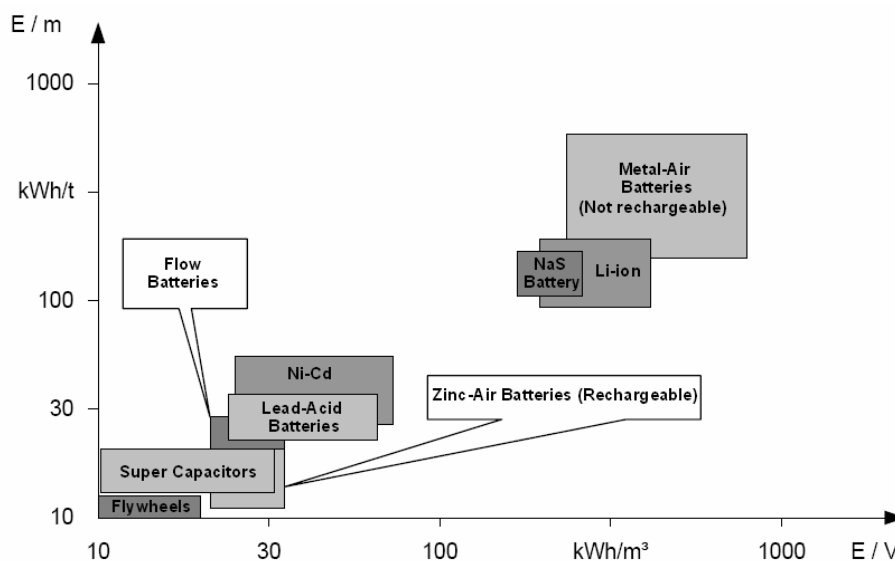 E / m
1000
kWh/t
100
30
10
Metal-Air
Batteries
(Not rechargeable)
NaS
Battery
Li-ion
Flow
Batteries
Ni-Cd
Zinc-Air Batteries (Rechargeable)
Lead-Acid
Batteries
Super Capacitors
Flywheels
10
30
100
kWh/m³
1000
E / V